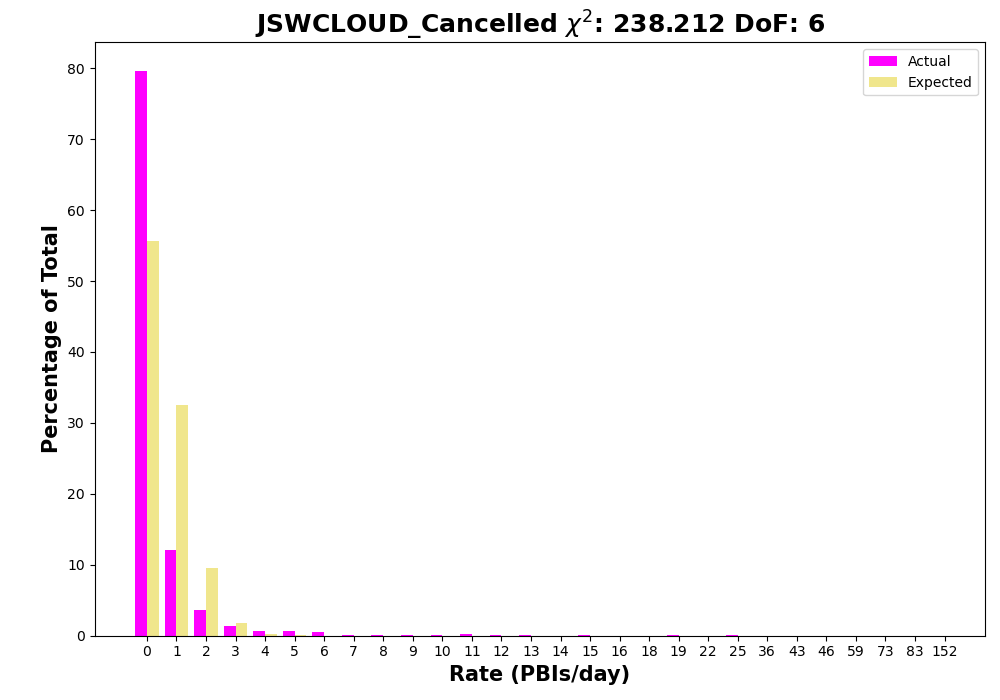 JSWCLOUD_Cancelled χ²: 238.212 DoF: 6
Actual
Expected
Percentage of Total
80
70
60
50
40
30
20
10
0
0 1 2 3 4 5 6 7 8 9 10 11 12 13 14 15 16 18 19 22 25 36 43 46 59 73 83 152
Rate (PBIs/day)